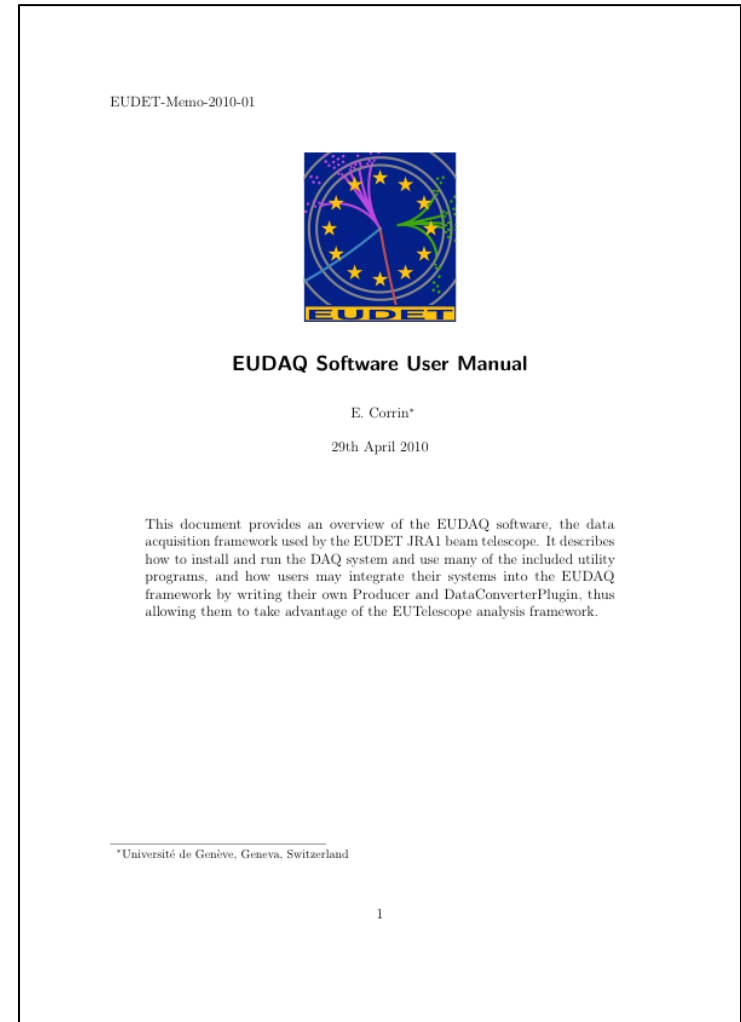 EUDET-Memo-2010-01
EUDET
EUDAQ Software User Manual
E. Corrin*
29th April 2010
This document provides an overview of the EUDAQ software, the data
acquisition framework used by the EUDET JRA1 beam telescope. It describes
how to install and run the DAQ system and use many of the included utility
programs, and how users may integrate their systems into the EUDAQ
framework by writing their own Producer and DataConverterPlugin, thus
allowing them to take advantage of the EUTelescope analysis framework.
*Université de Genève, Geneva, Switzerland
1